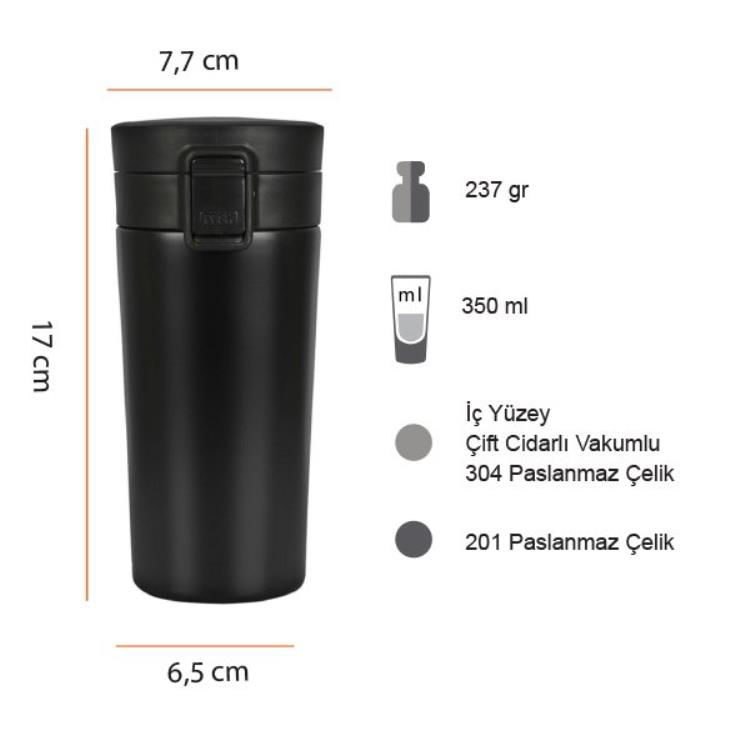 7,7 cm
17 cm
237 gr
ml
350 ml
İç Yüzey
Çift Cidarlı Vakumlu
304 Paslanmaz Çelik
201 Paslanmaz Çelik
6,5 cm